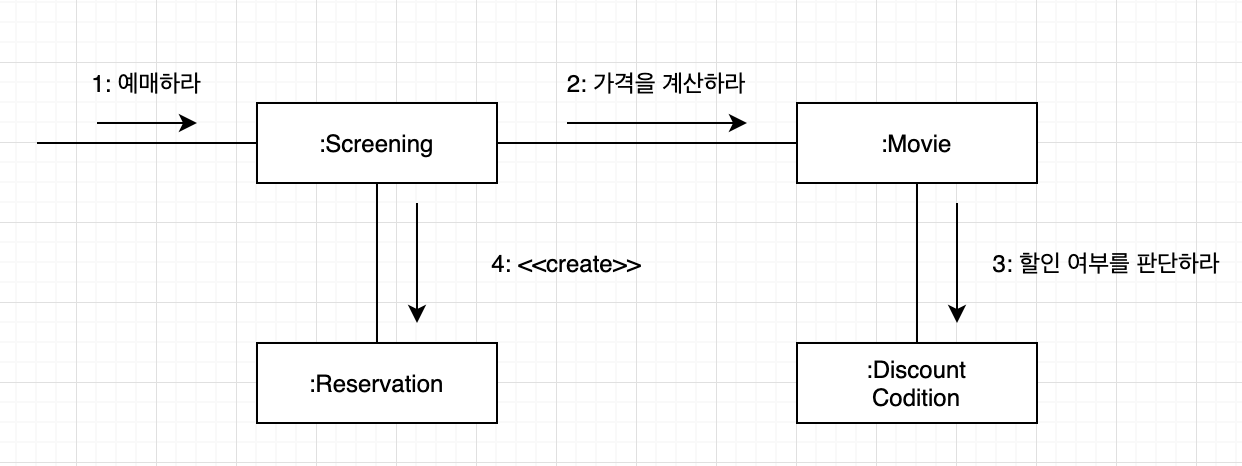 1: 예매하라
2: 가격을 계산하라
:Screening
:Movie
4: <<create>>
3: 할인 여부를 판단하라
:Reservation
:Discount
Codition